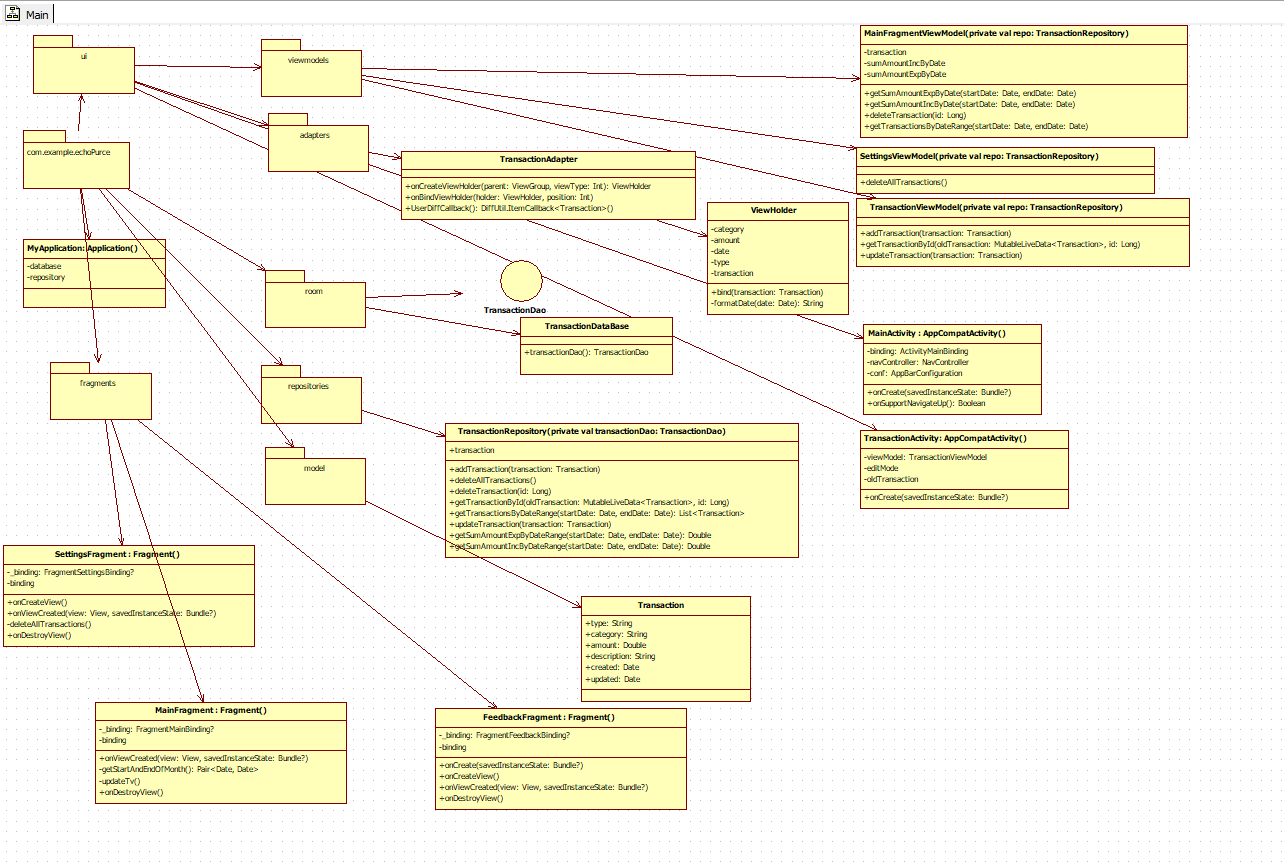 Main
ui
viewmodels
adapters
com.example.echoPurce
MainFragmentViewModel(private val repo: TransactionRepository)
-transaction
-sumAmountIncByDate
-sumAmountExpByDate
+getSumAmountExpByDate(startDate: Date, endDate: Date)
+getSumAmountIncByDate(startDate: Date, endDate: Date)
+deleteTransaction(id: Long)
+getTransactionsByDateRange(startDate: Date, endDate: Date)
SettingsViewModel(private val repo: TransactionRepository)
+deleteAllTransactions()
TransactionAdapter
+onCreateViewHolder(parent: ViewGroup, viewType: Int): ViewHolder
+onBindViewHolder(holder: ViewHolder, position: Int)
+UserDiffCallback(): DiffUtil.ItemCallback<Transaction>()
TransactionViewModel(private val repo: TransactionRepository)
+addTransaction(transaction: Transaction)
+getTransactionById(oldTransaction: MutableLiveData<Transaction>, id: Long)
+updateTransaction(transaction: Transaction)
ViewHolder
-category
-amount
-date
-type
-transaction
+bind(transaction: Transaction)
-formatDate(date: Date): String
MyApplication: Application()
-database
-repository
room
TransactionDao
TransactionDataBase
+transactionDao(): TransactionDao
MainActivity : AppCompatActivity()
-binding: ActivityMainBinding
-navController: NavController
-conf: AppBarConfiguration
+onCreate(savedInstanceState: Bundle?)
+onSupportNavigateUp(): Boolean
fragments
repositories
TransactionRepository(private val transactionDao: TransactionDao)
+transaction
+addTransaction(transaction: Transaction)
+deleteAllTransactions()
+deleteTransaction(id: Long)
+getTransactionById(oldTransaction: MutableLiveData<Transaction>, id: Long)
+getTransactionsByDateRange(startDate: Date, endDate: Date): List<Transaction>
+updateTransaction(transaction: Transaction)
+getSumAmountExpByDateRange(startDate: Date, endDate: Date): Double
+getSumAmountIncByDateRange(startDate: Date, endDate: Date): Double
TransactionActivity: AppCompatActivity()
-viewModel: TransactionViewModel
-editMode
-oldTransaction
+onCreate(savedInstanceState: Bundle?)
model
SettingsFragment : Fragment()
-_binding: FragmentSettingsBinding?
-binding
+onCreateView()
+onViewCreated(view: View, savedInstanceState: Bundle?)
-deleteAllTransactions()
+onDestroyView()
Transaction
+type: String
+category: String
+amount: Double
+description: String
+created: Date
+updated: Date
MainFragment : Fragment()
-_binding: FragmentMainBinding?
-binding
+onViewCreated(view: View, savedInstanceState: Bundle?)
-getStartAndEndOfMonth(): Pair<Date, Date>
-updateTv()
+onDestroyView()
FeedbackFragment : Fragment()
-_binding: FragmentFeedbackBinding?
-binding
+onCreate(savedInstanceState: Bundle?)
+onCreateView()
+onViewCreated(view: View, savedInstanceState: Bundle?)
+onDestroyView()